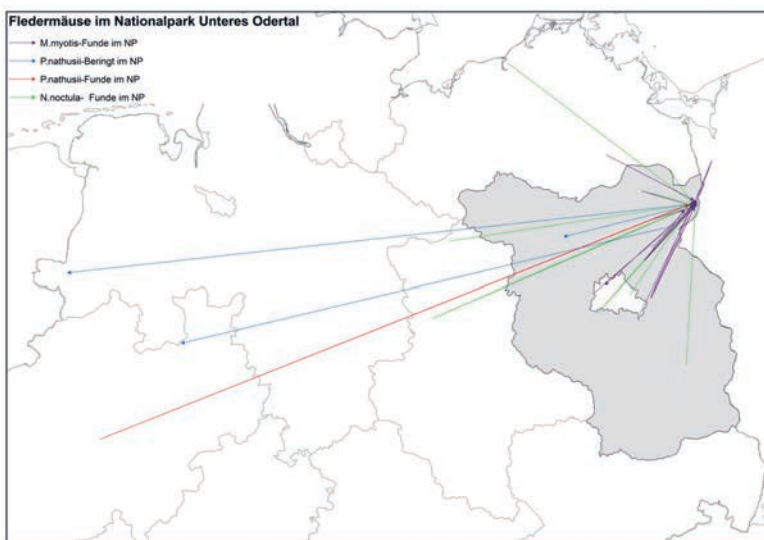 Fledermäuse im Nationalpark Unteres Odertal
M.myotis-Funde im NP
P.nathusii-Beringt im NP
P.nathusii-Funde im NP
N.noctula- Funde im NP